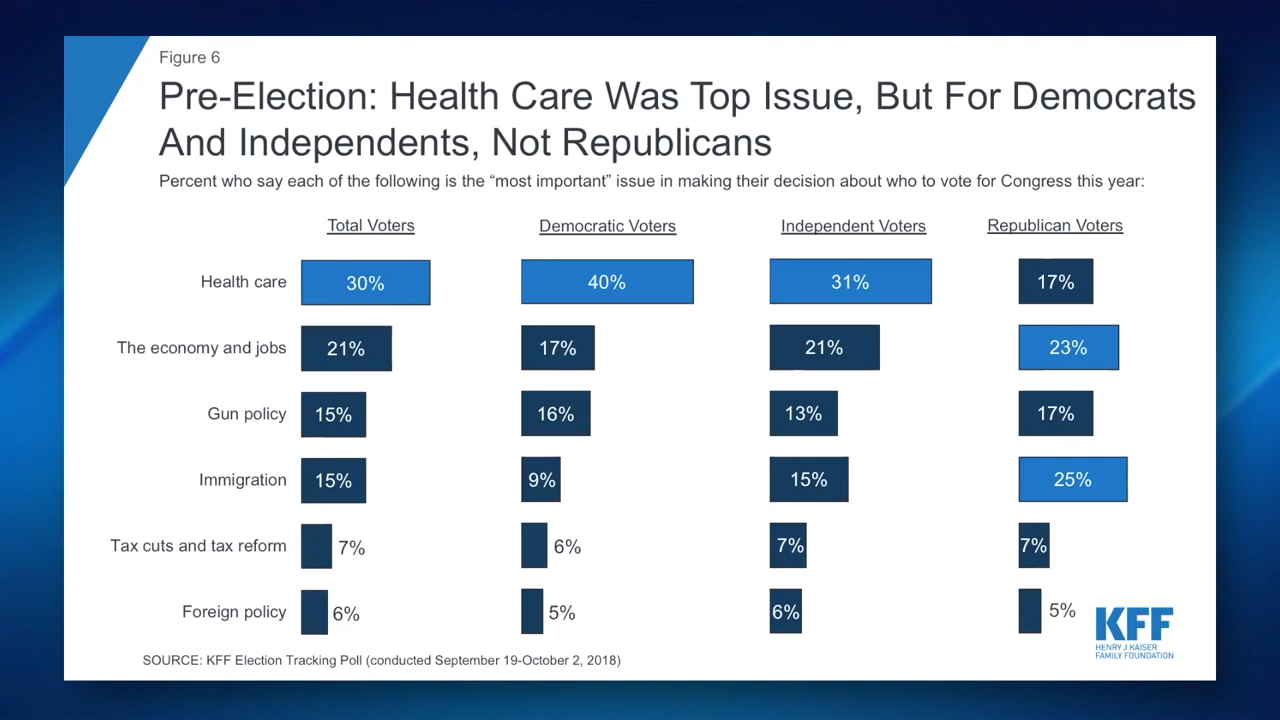 Figure 6
Pre-Election: Health Care Was Top Issue, But For Democrats
And Independents, Not Republicans
Percent who say each of the following is the “most important” issue in making their decision about who to vote for Congress this year:
Total Voters Democratic Voters Independent Voters Republican Voters
Health care 30% 40% 31% 17%
The economy and jobs 21% 17% 21% 23%
Gun policy 15% 16% 13% 17%
Immigration 15% 9% 15% 25%
Tax cuts and tax reform 7% 6% 7% 7%
Foreign policy 6% 5% 6% 5%
KFF
HENRY J KAISER
FAMILY FOUNDATION
SOURCE: KFF Election Tracking Poll (conducted September 19-October 2, 2018)